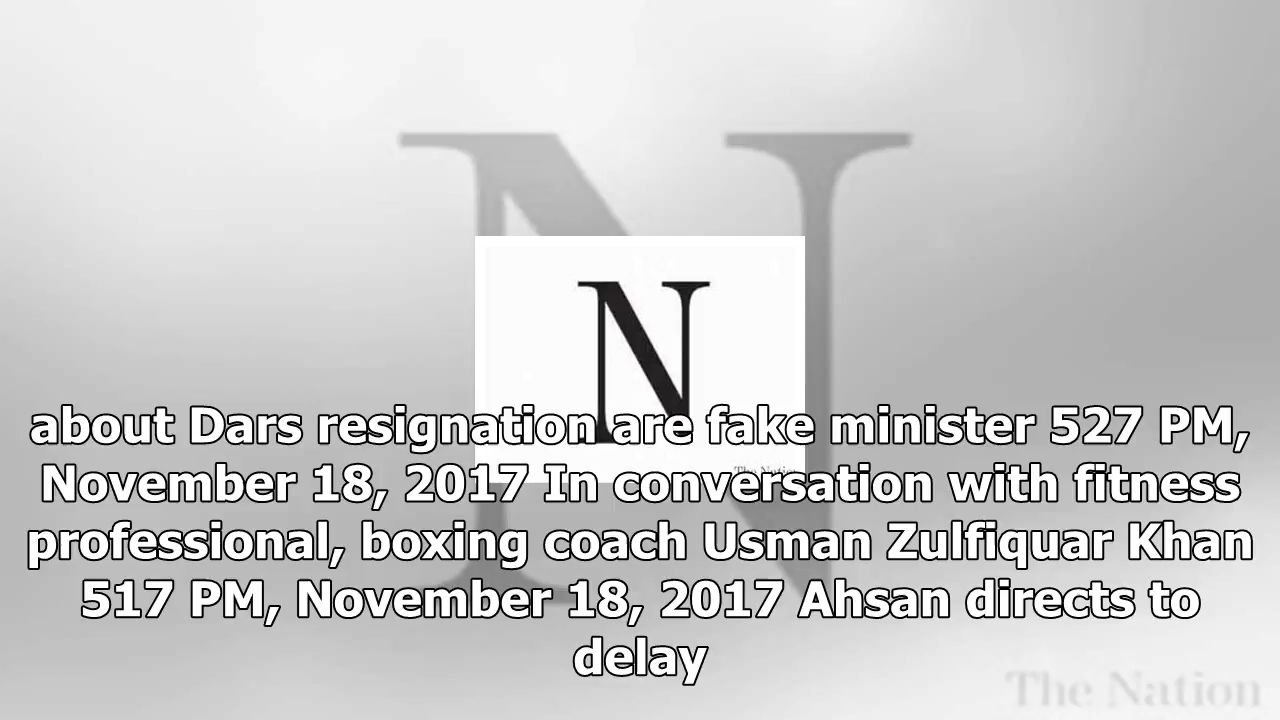 N
about Dars resignation are fake minister 527 PM,
November 18, 2017 In conversation with fitness
professional, boxing coach Usman Zulfiquar Khan
517 PM, November 18, 2017 Ahsan directs to
delay
The Nation